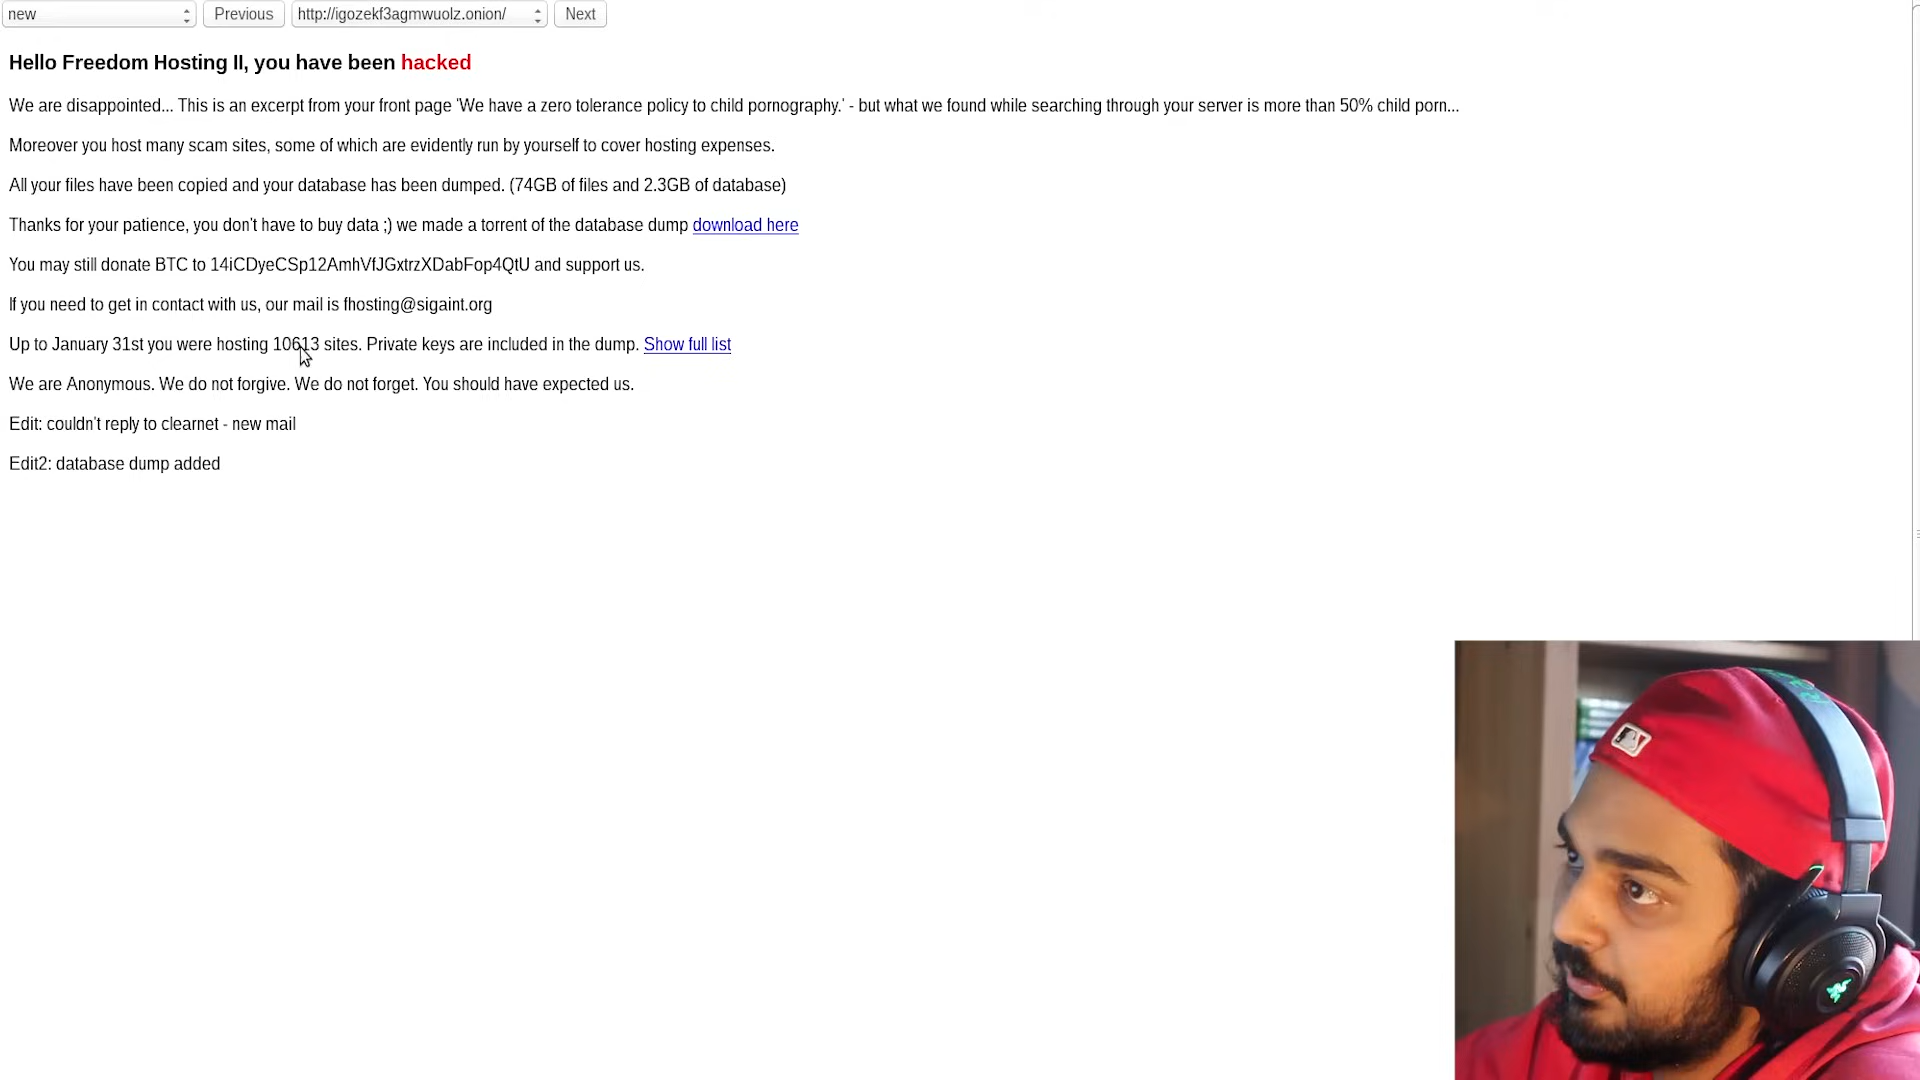 new Previous http://igozekf3agmwuolz.onion/ Next
Hello Freedom Hosting II, you have been hacked
We are disappointed... This is an excerpt from your front page 'We have a zero tolerance policy to child pornography.' - but what we found while searching through your server is more than 50% child porn...
Moreover you host many scam sites, some of which are evidently run by yourself to cover hosting expenses.
All your files have been copied and your database has been dumped. (74GB of files and 2.3GB of database)
Thanks for your patience, you don't have to buy data ;) we made a torrent of the database dump download here
You may still donate BTC to 14iCDyeCSp12AmhVfJGxtrzXDabFop4QtU and support us.
If you need to get in contact with us, our mail is fhosting@sigaint.org
Up to January 31st you were hosting 10613 sites. Private keys are included in the dump. Show full list
We are Anonymous. We do not forgive. We do not forget. You should have expected us.
Edit: couldn't reply to clearnet - new mail
Edit2: database dump added